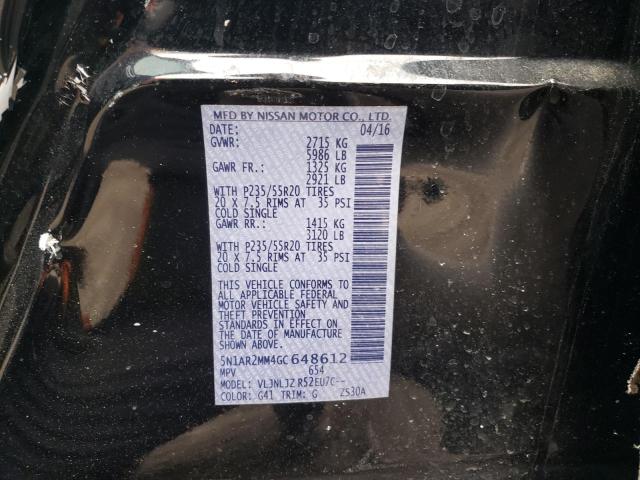 MFD BY NISSAN MOTOR CO., LTD.
DATE: 04/16
GVWR: 2715 KG
5986 LB
GAWR FR.: 1325 KG
2921 LB
WITH P235/55R20 TIRES
20 X 7.5 RIMS AT 35 PSI
COLD SINGLE
GAWR RR.: 1415 KG
3120 LB
WITH P235/55R20 TIRES
20 X 7.5 RIMS AT 35 PSI
COLD SINGLE
THIS VEHICLE CONFORMS TO
ALL APPLICABLE FEDERAL
MOTOR VEHICLE SAFETY AND
THEFT PREVENTION
STANDARDS IN EFFECT ON
THE DATE OF MANUFACTURE
SHOWN ABOVE.
5N1AR2MM4GC648612
MPV 654
MODEL: VL3NL3Z R52EU7C--
COLOR: G41 TRIM: G ZS30A